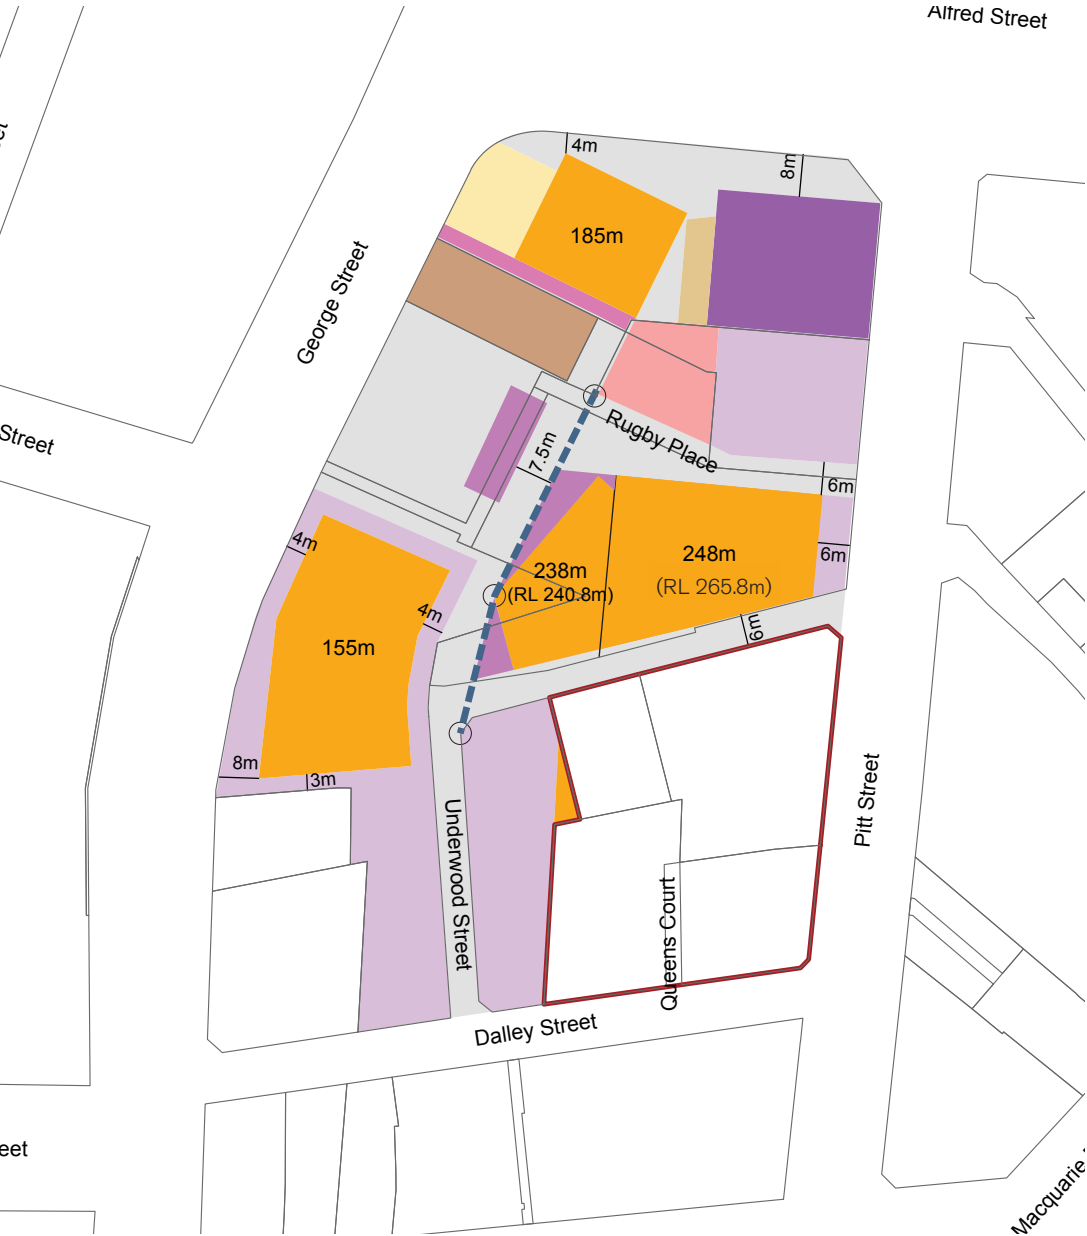 Alfred Street
4m
8m
185m
George Street
Street
Rugby Place
7.5m
6m
4m
248m
6m
238m
(RL 265.8m)
(RL 240.8m)
4m
6m
155m
8m
3m
Pitt Street
Underwood Street
Queens Court
Dalley Street
Macquarie